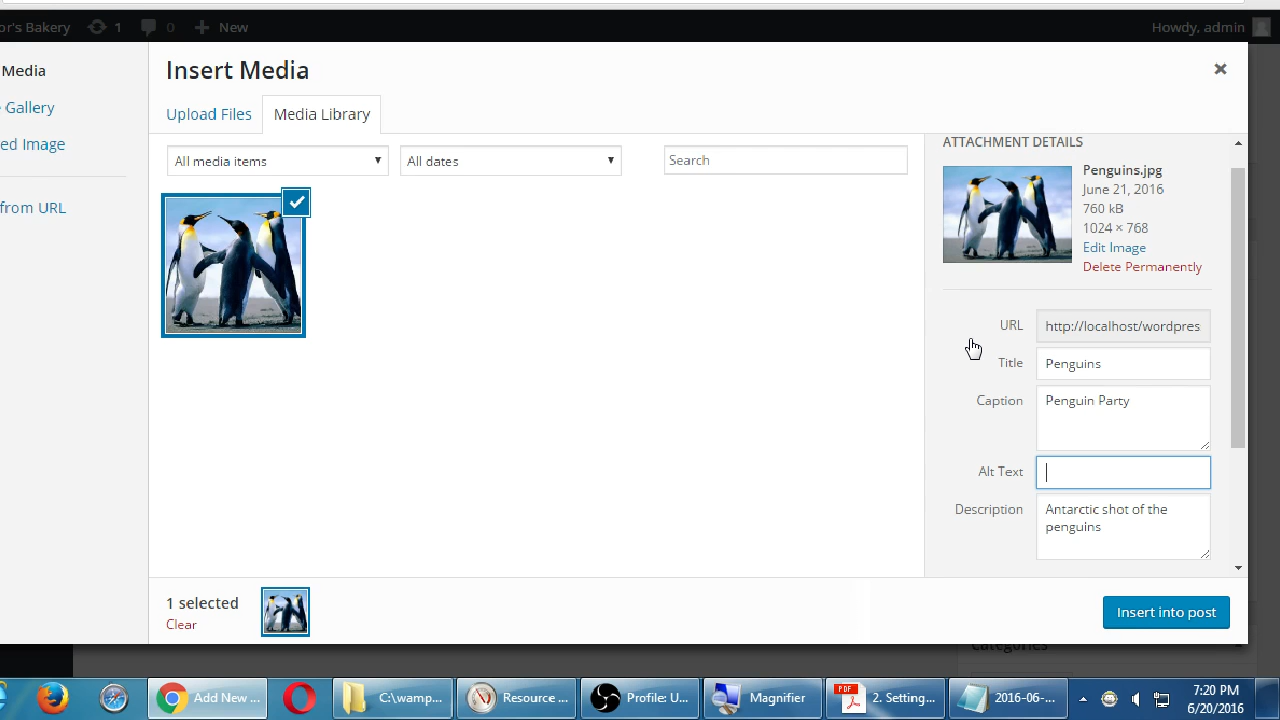 or's Bakery 1 0 New Howdy, admin
Media
Gallery
ed Image
from URL
Insert Media
Upload Files Media Library
All media items All dates Search
ATTACHMENT DETAILS
Penguins.jpg
June 21, 2016
760 kB
1024 × 768
Edit Image
Delete Permanently
URL http://localhost/wordpres
Title Penguins
Caption Penguin Party
Alt Text
Description Antarctic shot of the
penguins
1 selected
Clear
Insert into post
Categories
Add New ... C:\wamp... Resource ... Profile: U... Magnifier PDF 2. Setting... 2016-06-...
7:20 PM
6/20/2016